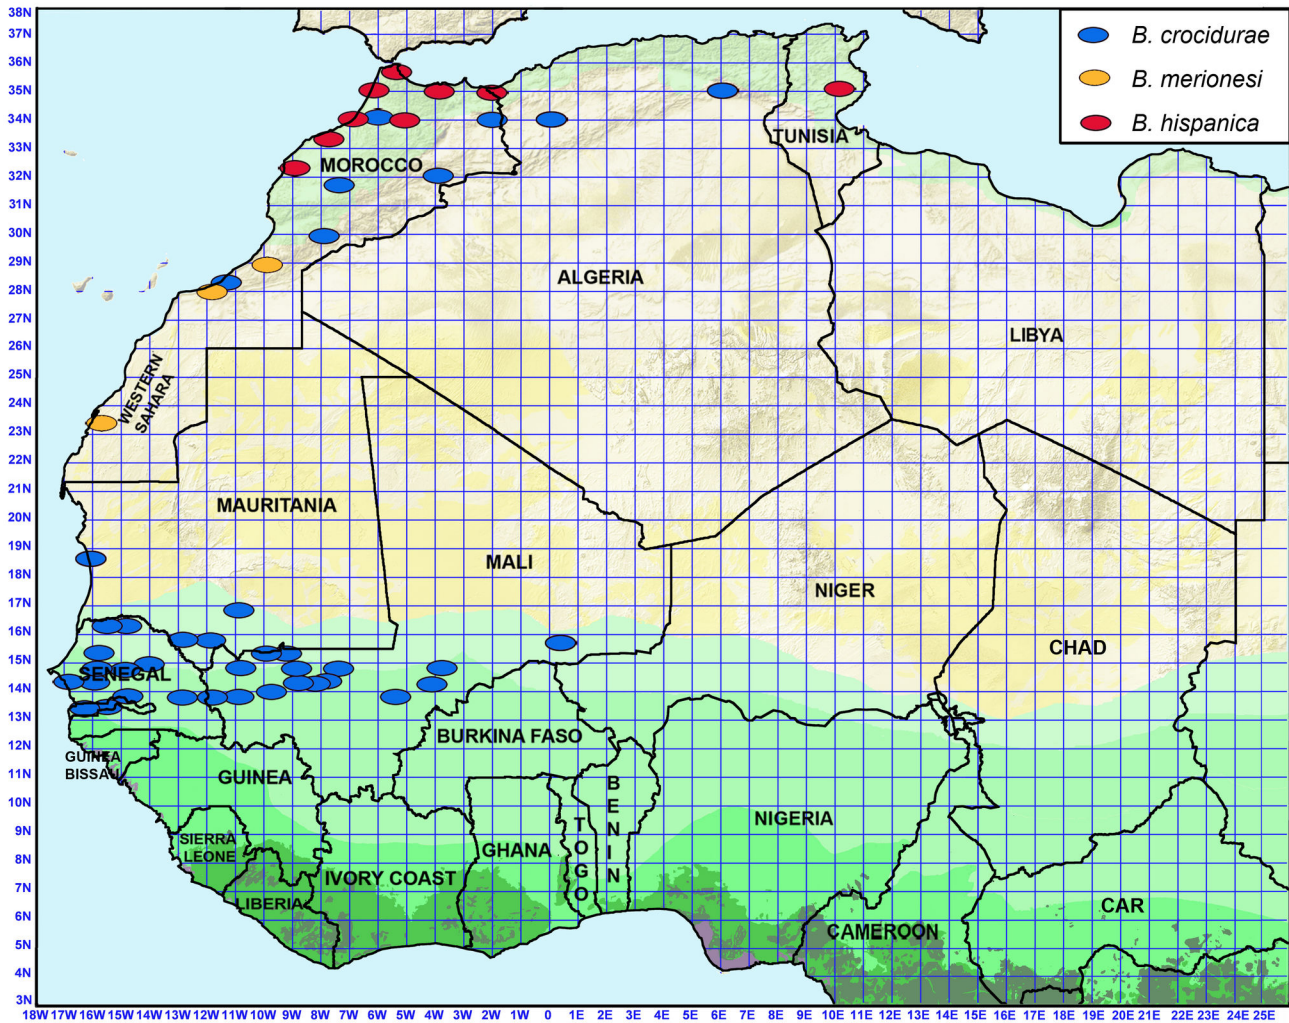 38N
37N
36N
35N
34N
33N
32N
31N
30N
29N
28N
27N
26N
25N
24N
23N
22N
21N
20N
19N
18N
17N
16N
15N
14N
13N
12N
11N
10N
9N
8N
7N
6N
5N
4N
3N
B. crocidurae
B. merionesi
B. hispanica
TUNISIA
MOROCCO
ALGERIA
LIBYA
WESTERN
SAHARA
MAURITANIA
MALI
NIGER
CHAD
SENEGAL
BURKINA FASO
GUINEA
BISSAU
GUINEA
BENIN
TOGO
NIGERIA
SIERRA
LEONE
GHANA
IVORY COAST
LIBERIA
CAR
CAMEROON
18W 17W 16W 15W 14W 13W 12W 11W 10W 9W 8W 7W 6W 5W 4W 3W 2W 1W 0 1E 2E 3E 4E 5E 6E 7E 8E 9E 10E 11E 12E 13E 14E 15E 16E 17E 18E 19E 20E 21E 22E 23E 24E 25E